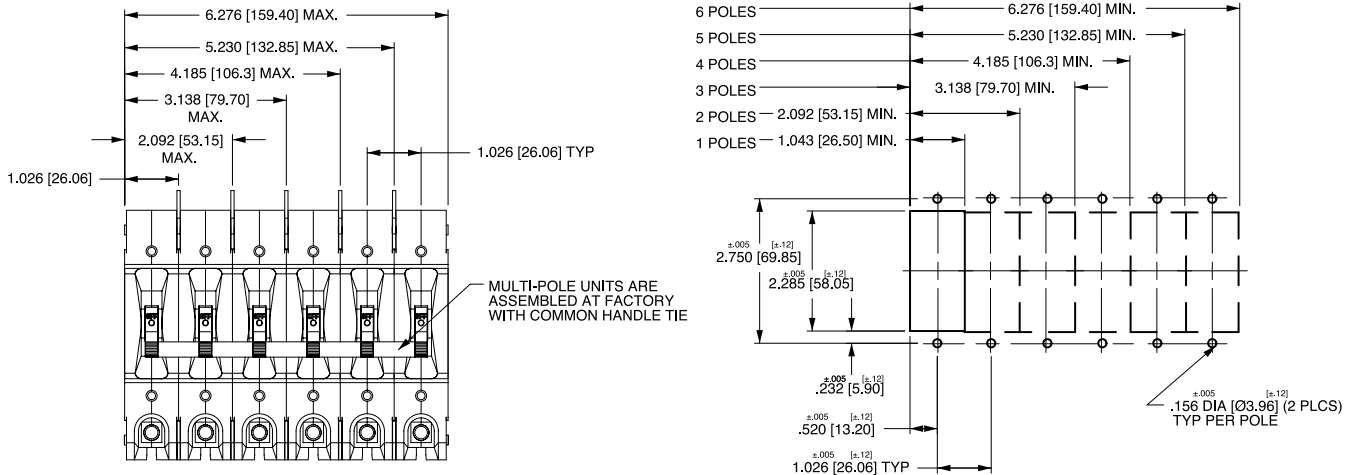 6.276 [159.40] MAX.
5.230 [132.85] MAX.
4.185 [106.3] MAX.
3.138 [79.70]
MAX.
2.092 [53.15]
MAX.
1.026 [26.06] TYP
1.026 [26.06]
MULTI-POLE UNITS ARE
ASSEMBLED AT FACTORY
WITH COMMON HANDLE TIE
OFF OFF OFF OFF OFF OFF
6 POLES 6.276 (159.40] MIN.
5 POLES 5.230 [132.85] MIN.
4 POLES 4.185 [106.3] MIN.
3 POLES 3.138 [79.70] MIN.
2 POLES 2.092 [53.15] MIN.
1 POLES 1.043 [26.50] MIN.
±.005 [±.12]
2.750 [69.85]
±.005 [±.12]
2.285 [58.05]
±.005 [±.12]
.232 [5.90]
±.005 [±.12]
.520 [13.20]
±.005 [±.12]
1.026 [26.06] TYP
±.005 [±.12]
.156 DIA [Ø3.96] (2 PLCS)
TYP PER POLE